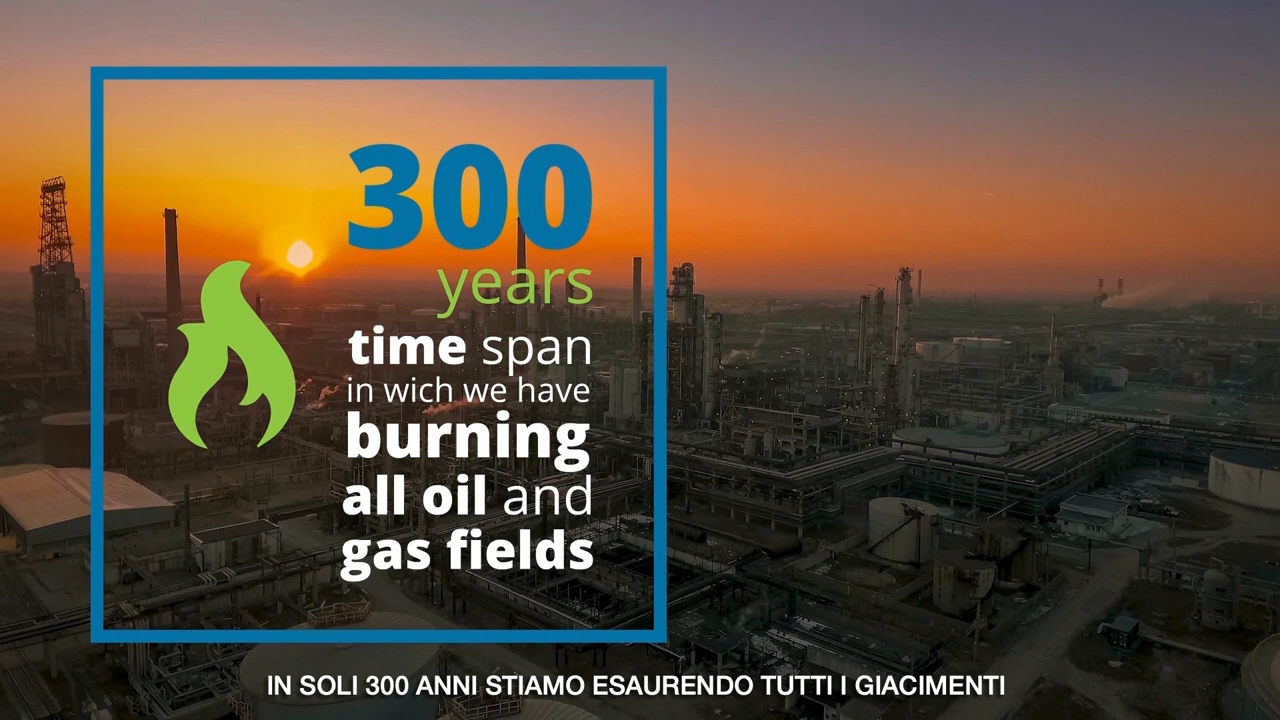 300
years
time span
in wich we have
burning
all oil and
gas fields
IN SOLI 300 ANNI STIAMO ESAURENDO TUTTI I GIACIMENTI